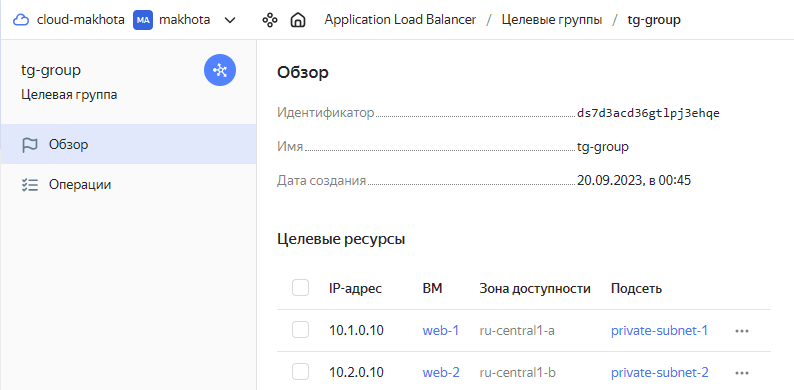 cloud-makhota MA makhota Application Load Balancer / Целевые группы / tg-group
tg-group
Целевая группа
Обзор
Операции
Обзор
Идентификатор ds7d3acd36gtlpj3ehqe
Имя tg-group
Дата создания 20.09.2023, в 00:45
Целевые ресурсы
IP-адрес ВМ Зона доступности Подсеть
10.1.0.10 web-1 ru-central1-a private-subnet-1
10.2.0.10 web-2 ru-central1-b private-subnet-2